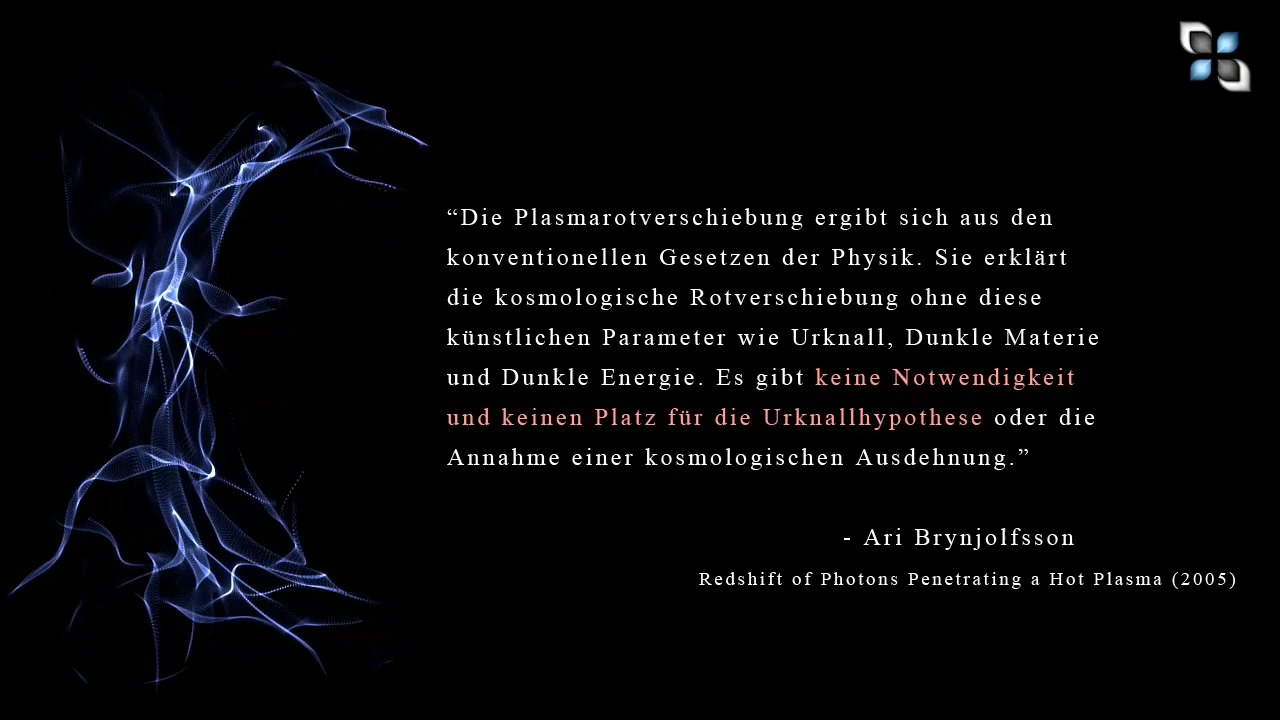 “Die Plasmarotverschiebung ergibt sich aus den
konventionellen Gesetzen der Physik. Sie erklärt
die kosmologische Rotverschiebung ohne diese
künstlichen Parameter wie Urknall, Dunkle Materie
und Dunkle Energie. Es gibt keine Notwendigkeit
und keinen Platz für die Urknallhypothese oder die
Annahme einer kosmologischen Ausdehnung.”
- Ari Brynjolfsson
Redshift of Photons Penetrating a Hot Plasma (2005)